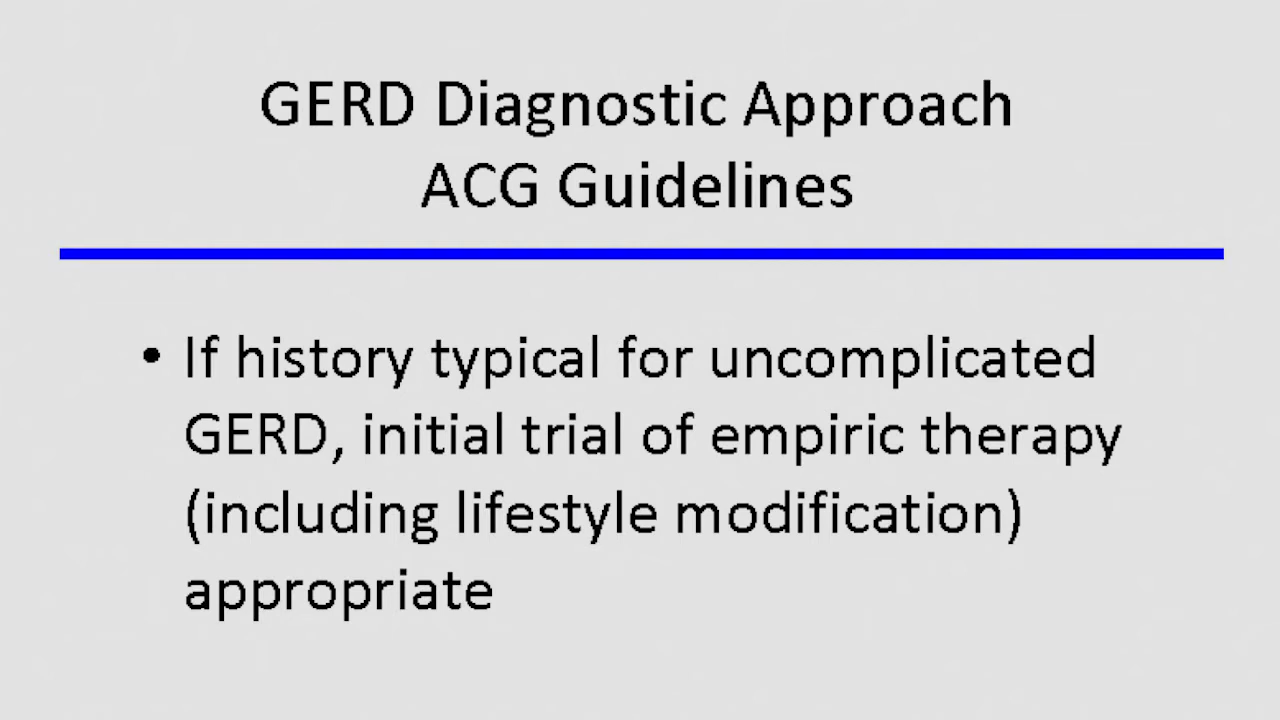 GERD Diagnostic Approach
ACG Guidelines
• If history typical for uncomplicated
GERD, initial trial of empiric therapy
(including lifestyle modification)
appropriate